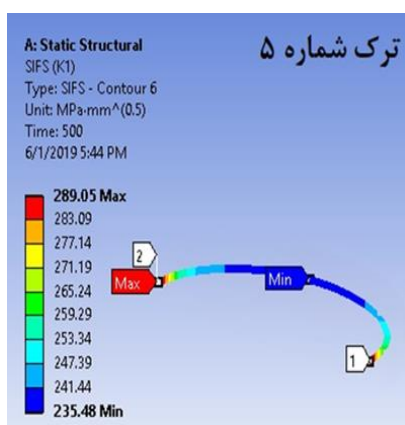 ترک شماره ۵
A: Static Structural
SIFS (K1)
Type: SIFS - Contour 6
Unit: MPa·mm^(0.5)
Time: 500
6/1/2019 5:44 PM
289.05 Max
283.09
277.14
271.19
265.24
259.29
253.34
247.39
241.44
235.48 Min
2
Max
Min
1